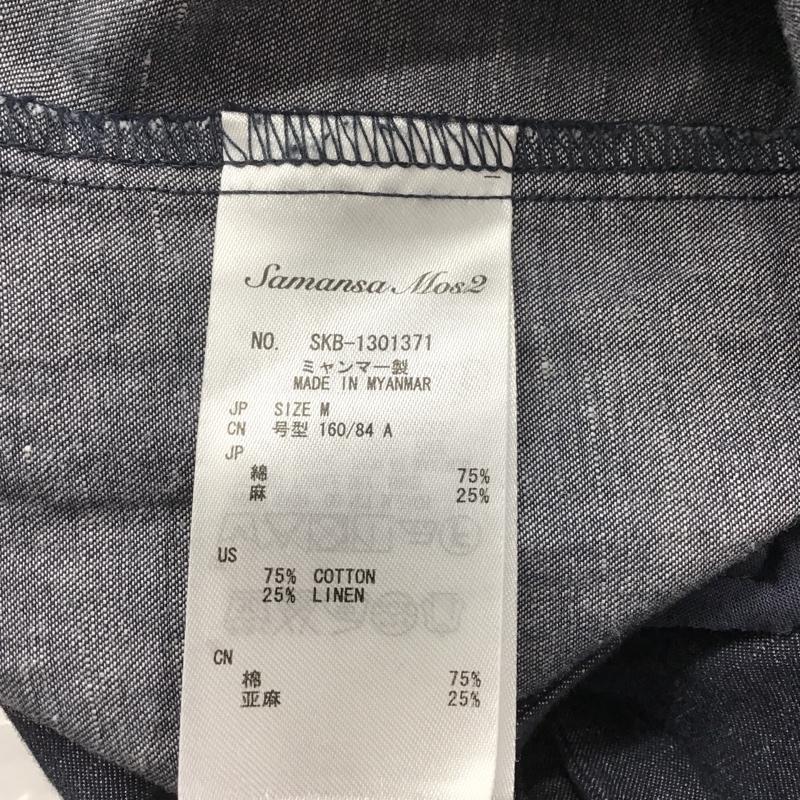 Samansa Mos2
NO. SKB-1301371
ミャンマー製
MADE IN MYANMAR
JP SIZE M
CN 号型 160/84 A
JP
綿 75%
麻 25%
US
75% COTTON
25% LINEN
CN
棉 75%
亚麻 25%